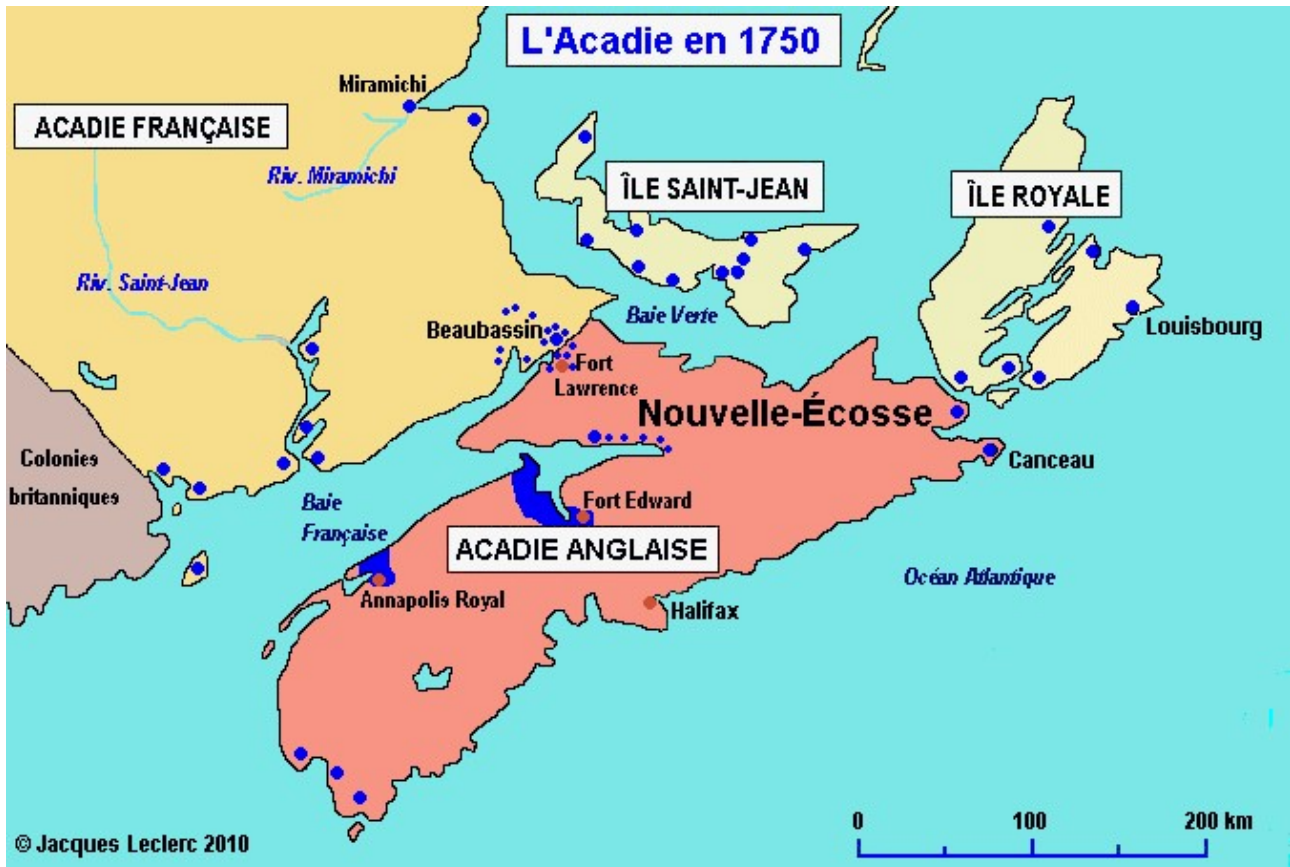 L'Acadie en 1750
Miramichi
ACADIE FRANÇAISE
Riv. Miramichi
ÎLE SAINT-JEAN
ÎLE ROYALE
Riv. Saint-Jean
Baie Verte
Beaubassin
Louisbourg
Fort
Lawrence
Nouvelle-Écosse
Colonies
britanniques
Canceau
Baie
Française
Fort Edward
ACADIE ANGLAISE
Océan Atlantique
Annapolis Royal
Halifax
0 100 200 km
© Jacques Leclerc 2010